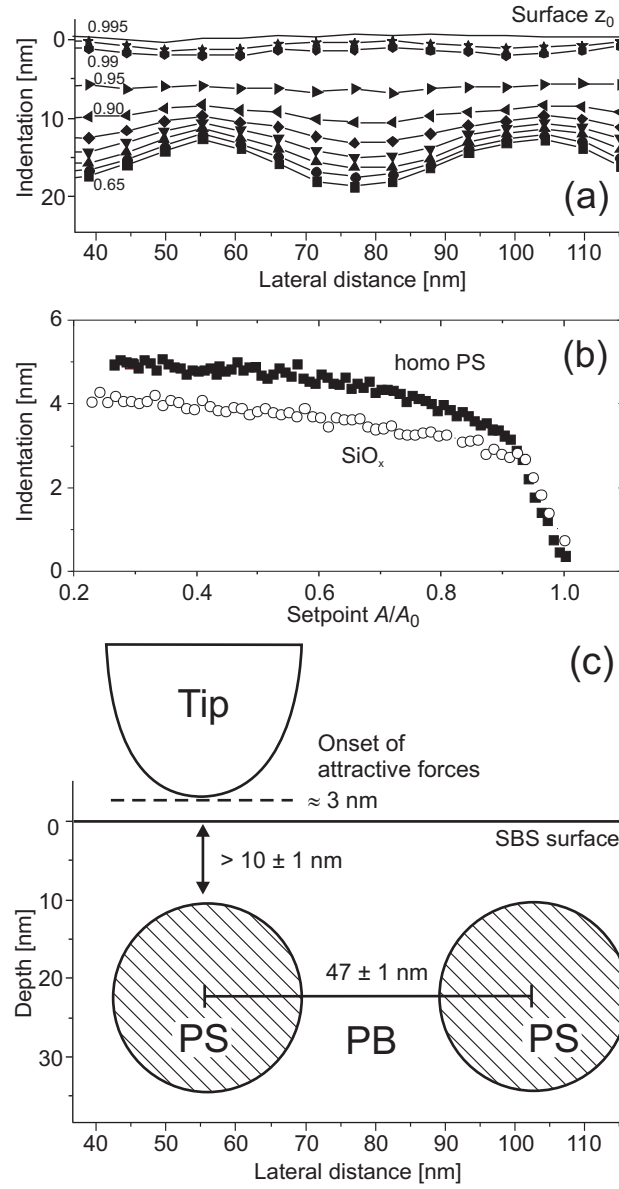 Surface z₀
0.995
0.99
0.95
0.90
0.65
0
10
20
Indentation [nm]
(a)
40 50 60 70 80 90 100 110
Lateral distance [nm]
6
4
2
0
Indentation [nm]
(b)
homo PS
SiOₓ
0.2 0.4 0.6 0.8 1.0
Setpoint A/A₀
(c)
Tip
Onset of
attractive forces
≈ 3 nm
SBS surface
> 10 ± 1 nm
0
10
20
30
Depth [nm]
47 ± 1 nm
PS PB PS
40 50 60 70 80 90 100 110
Lateral distance [nm]